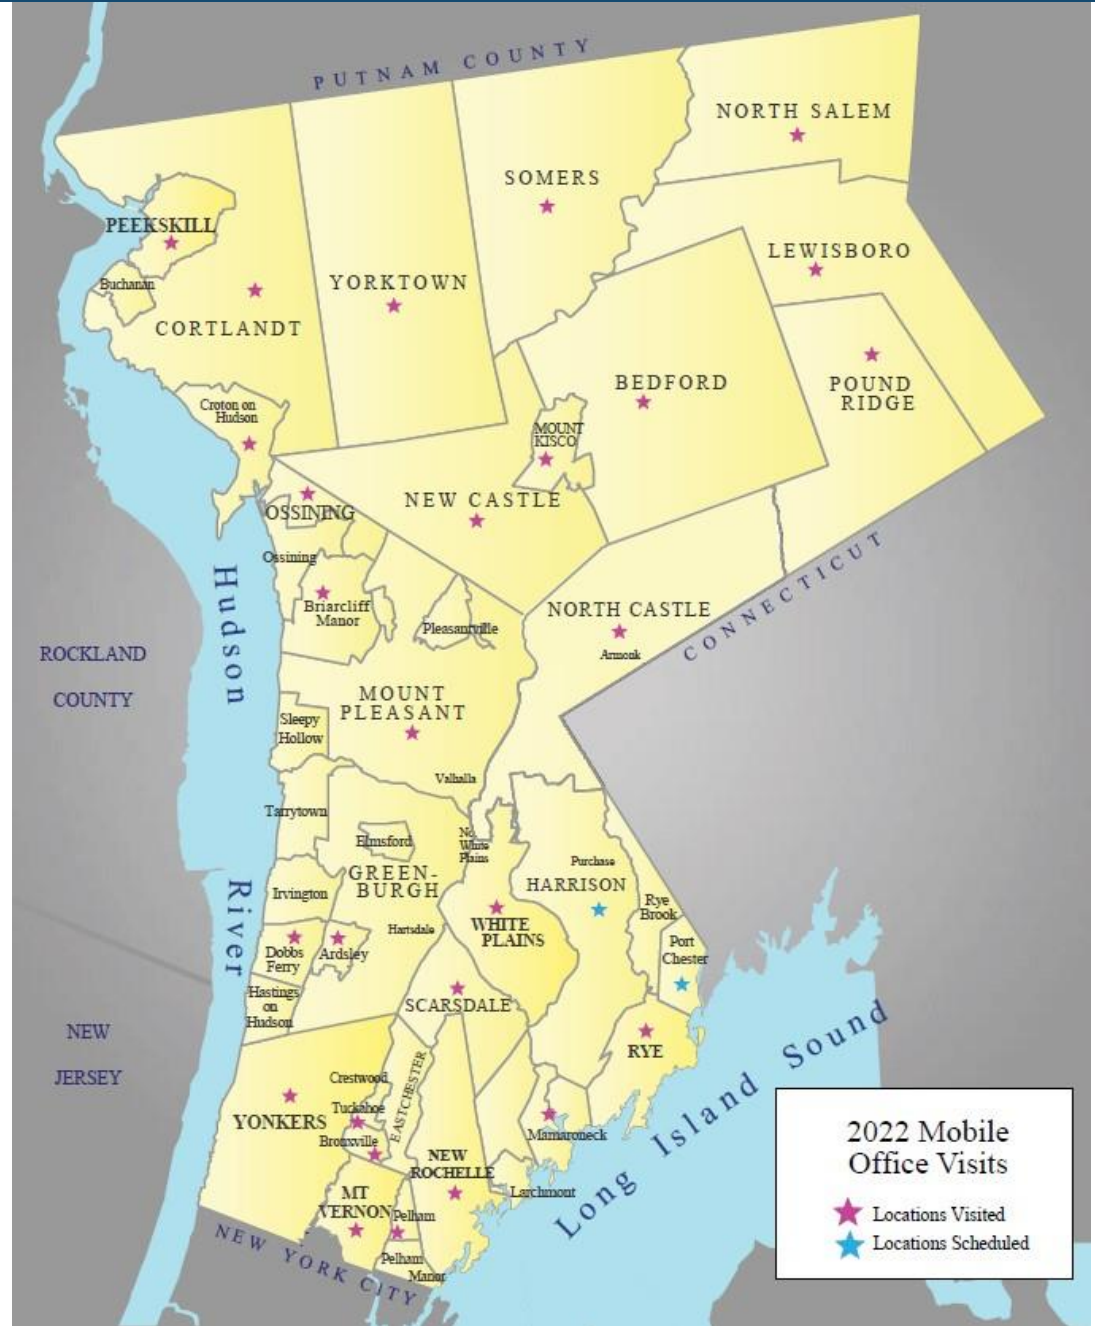 PUTNAM COUNTY
NORTH SALEM
SOMERS
PEEKSKILL
LEWISBORO
YORKTOWN
Buchanan
CORTLANDT
BEDFORD
POUND
RIDGE
Croton on
Hudson
MOUNT
KISCO
NEW CASTLE
OSSINING
Ossining
CONNECTICUT
Hudson
Briarcliff
Manor
NORTH CASTLE
Pleasantville
Armonk
ROCKLAND
COUNTY
MOUNT
PLEASANT
Sleepy
Hollow
Valhalla
Tarrytown
Elmsford
No.
White
Plains
Purchase
GREEN-
BURGH
HARRISON
River
Irvington
Rye
Brook
Hartsdale
WHITE
PLAINS
Port
Chester
Dobbs
Ferry
Ardsley
Hastings
on
Hudson
SCARSDALE
NEW
JERSEY
RYE
Long Island Sound
Crestwood
EASTCHESTER
YONKERS
Tuckahoe
Bronxville
Mamaroneck
NEW
ROCHELLE
Larchmont
MT
VERNON
Pelham
Pelham
Manor
NEW YORK CITY
2022 Mobile
Office Visits
Locations Visited
Locations Scheduled